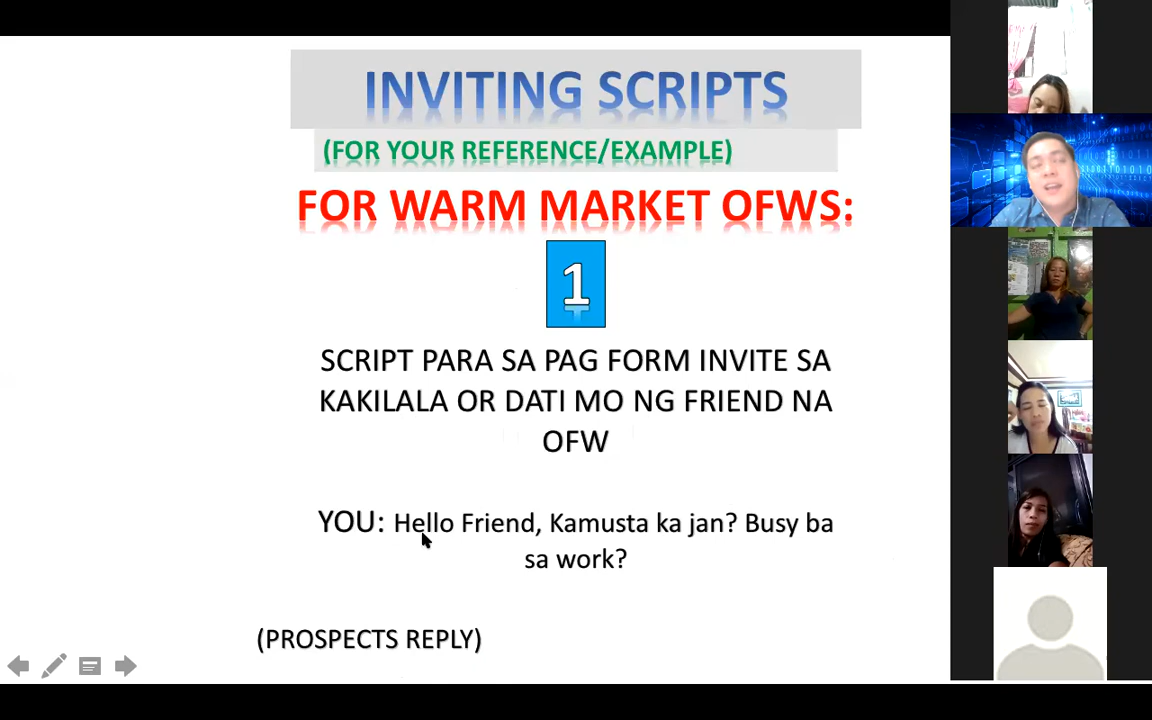 INVITING SCRIPTS
(FOR YOUR REFERENCE/EXAMPLE)
FOR WARM MARKET OFWS:
1
SCRIPT PARA SA PAG FORM INVITE SA
KAKILALA OR DATI MO NG FRIEND NA
OFW
YOU: Hello Friend, Kamusta ka jan? Busy ba
sa work?
(PROSPECTS REPLY)